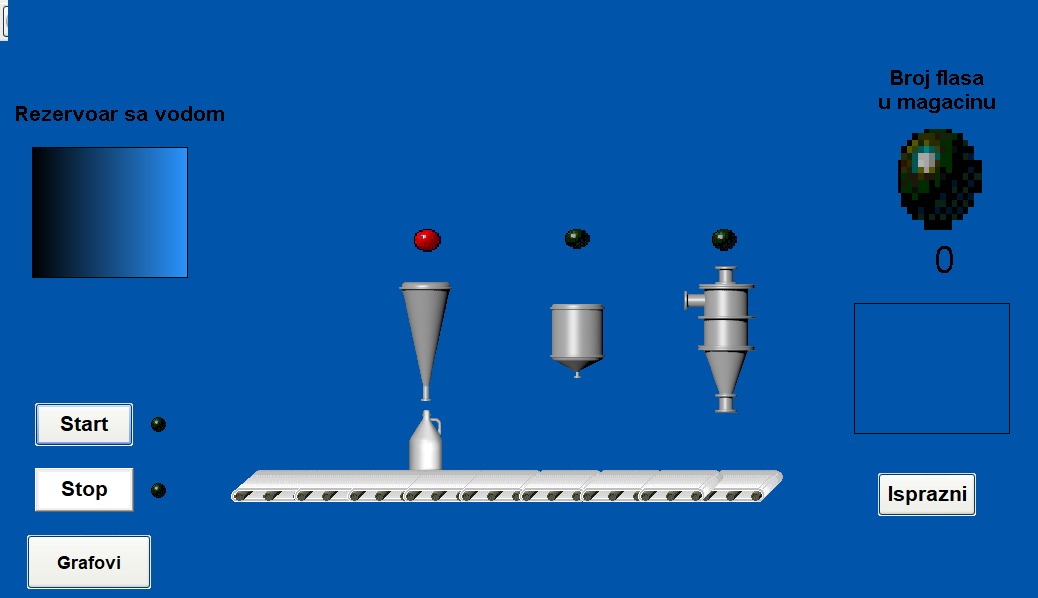 Broj flasa
u magacinu
Rezervoar sa vodom
0
Start
Stop
Isprazni
Grafovi